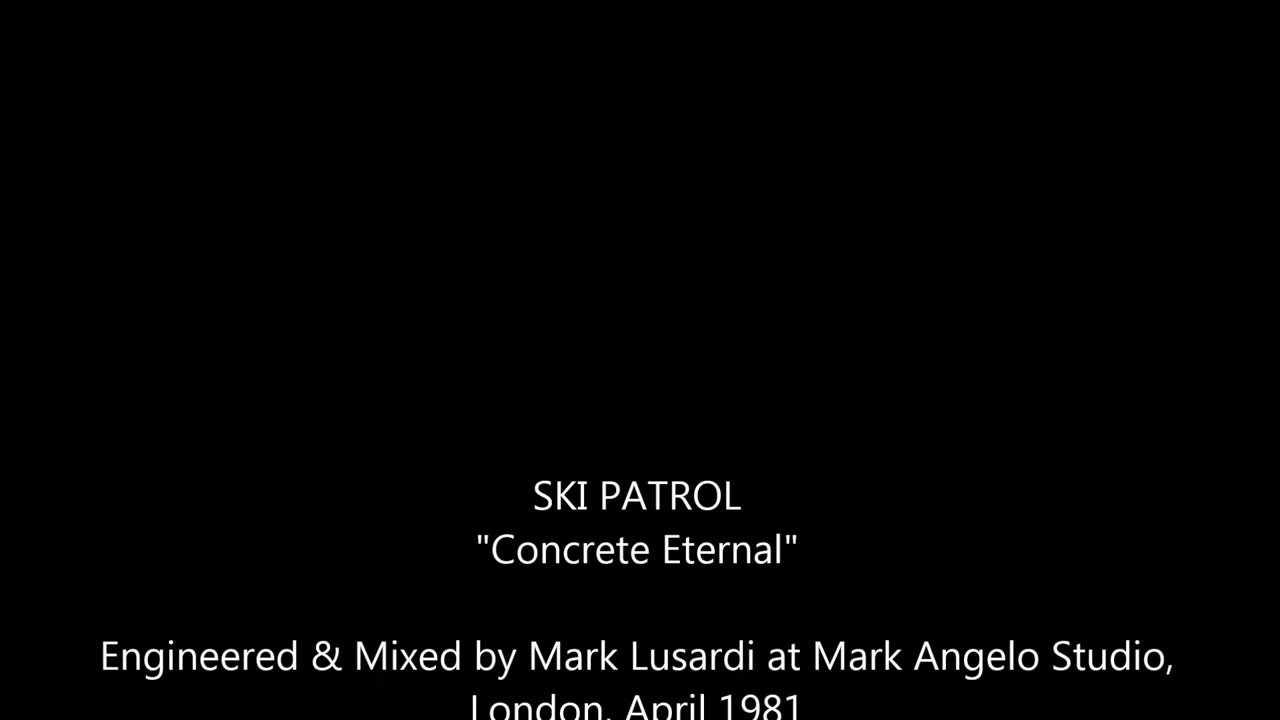 SKI PATROL
"Concrete Eternal"
Engineered & Mixed by Mark Lusardi at Mark Angelo Studio,
London, April 1981